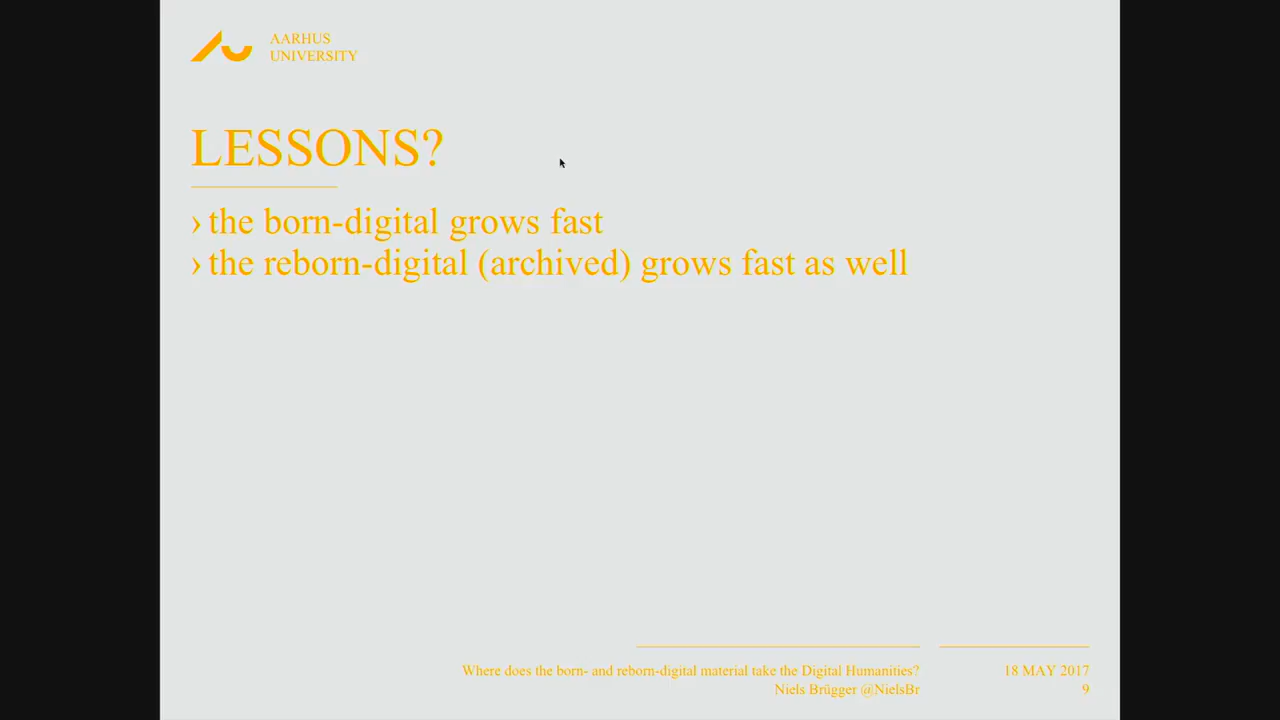 AARHUS
UNIVERSITY
LESSONS?
› the born-digital grows fast
› the reborn-digital (archived) grows fast as well
Where does the born- and reborn-digital material take the Digital Humanities?
Niels Brügger @NielsBr
18 MAY 2017
9